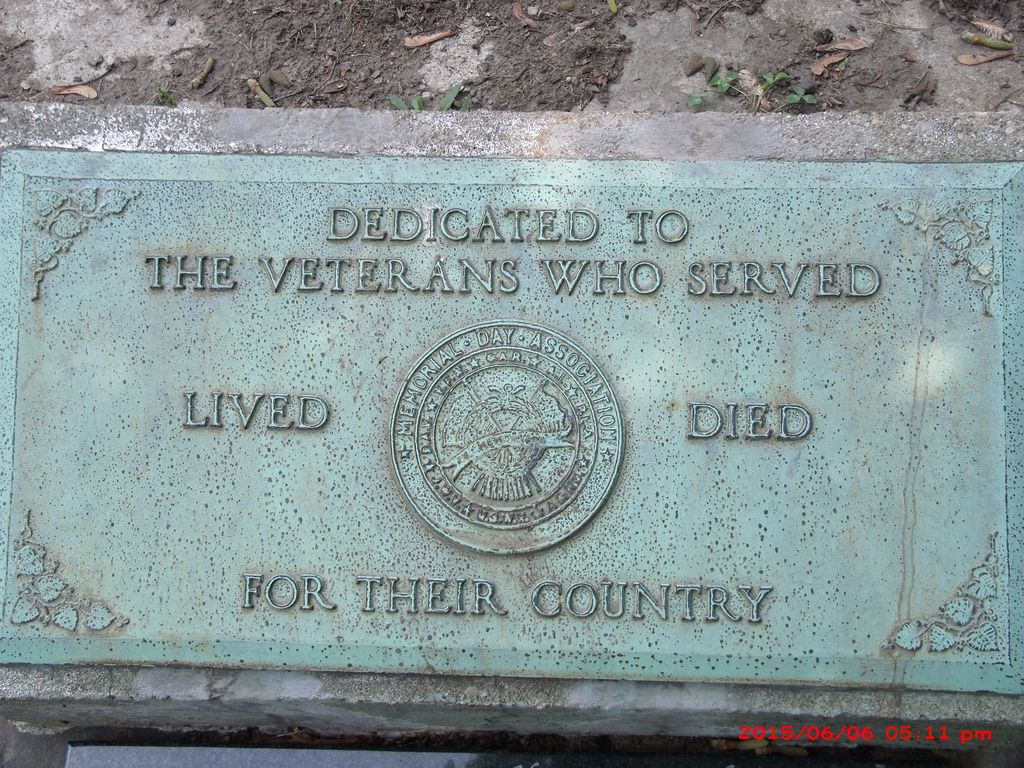 DEDICATED TO
THE VETERANS WHO SERVED
MEMORIAL DAY ASSOCIATION
LIVED DIED
FOR THEIR COUNTRY
2015/06/06 05:11 pm